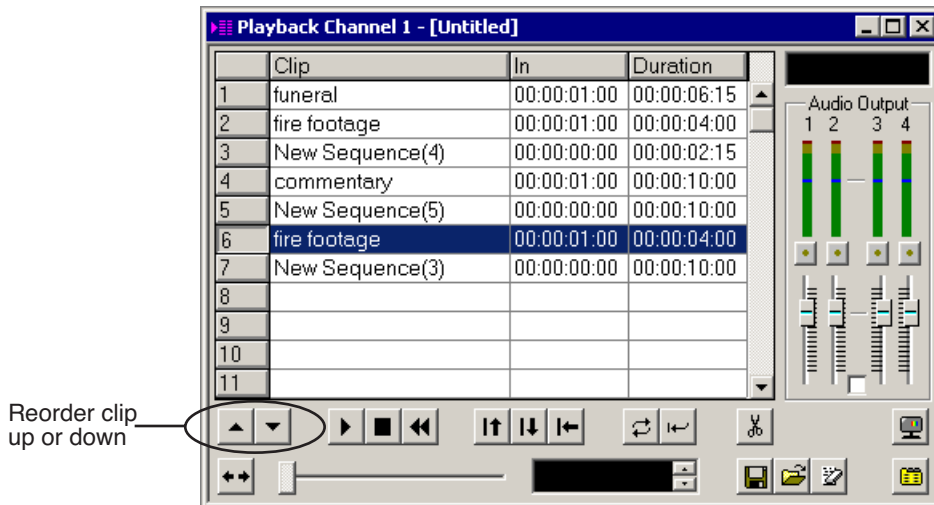 Playback Channel 1 - [Untitled]
Clip In Duration
1 funeral 00:00:01:00 00:00:06:15
2 fire footage 00:00:01:00 00:00:04:00
3 New Sequence(4) 00:00:00:00 00:00:02:15
4 commentary 00:00:01:00 00:00:10:00
5 New Sequence(5) 00:00:00:00 00:00:10:00
6 fire footage 00:00:01:00 00:00:04:00
7 New Sequence(3) 00:00:00:00 00:00:10:00
8
9
10
11
Audio Output
1 2 3 4
Reorder clip
up or down